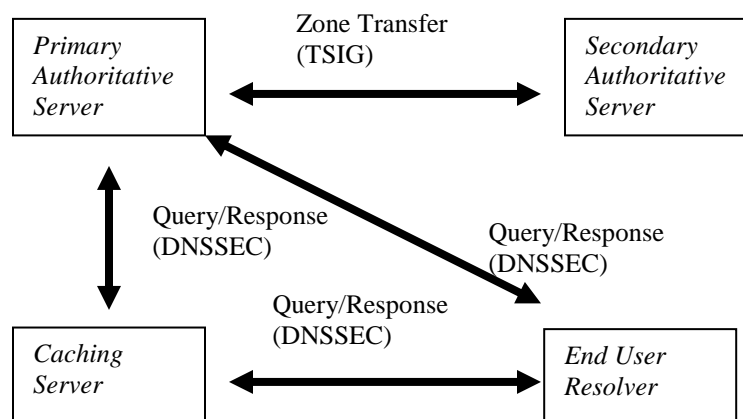 Primary
Authoritative
Server
Zone Transfer
(TSIG)
Secondary
Authoritative
Server
Query/Response
(DNSSEC)
Query/Response
(DNSSEC)
Query/Response
(DNSSEC)
Caching
Server
End User
Resolver